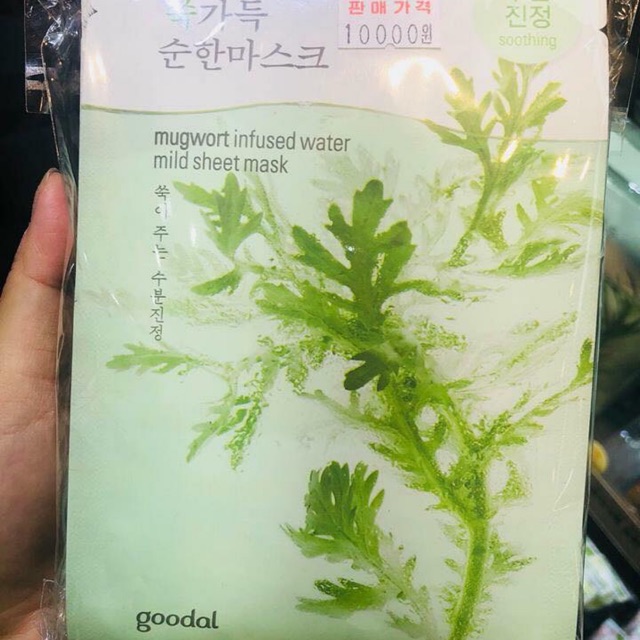 쑥가득
순한마스크
판매가격
10000원
진정
soothing
mugwort infused water
mild sheet mask
쑥이 주는 수분진정
goodal